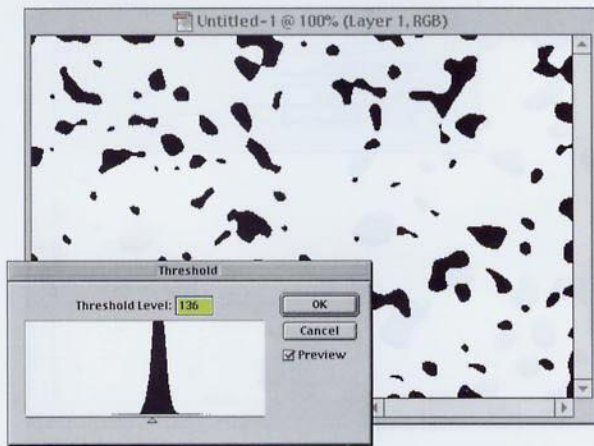 Untitled-1 @ 100% (Layer 1, RGB)
Threshold
Threshold Level: 136
OK
Cancel
Preview